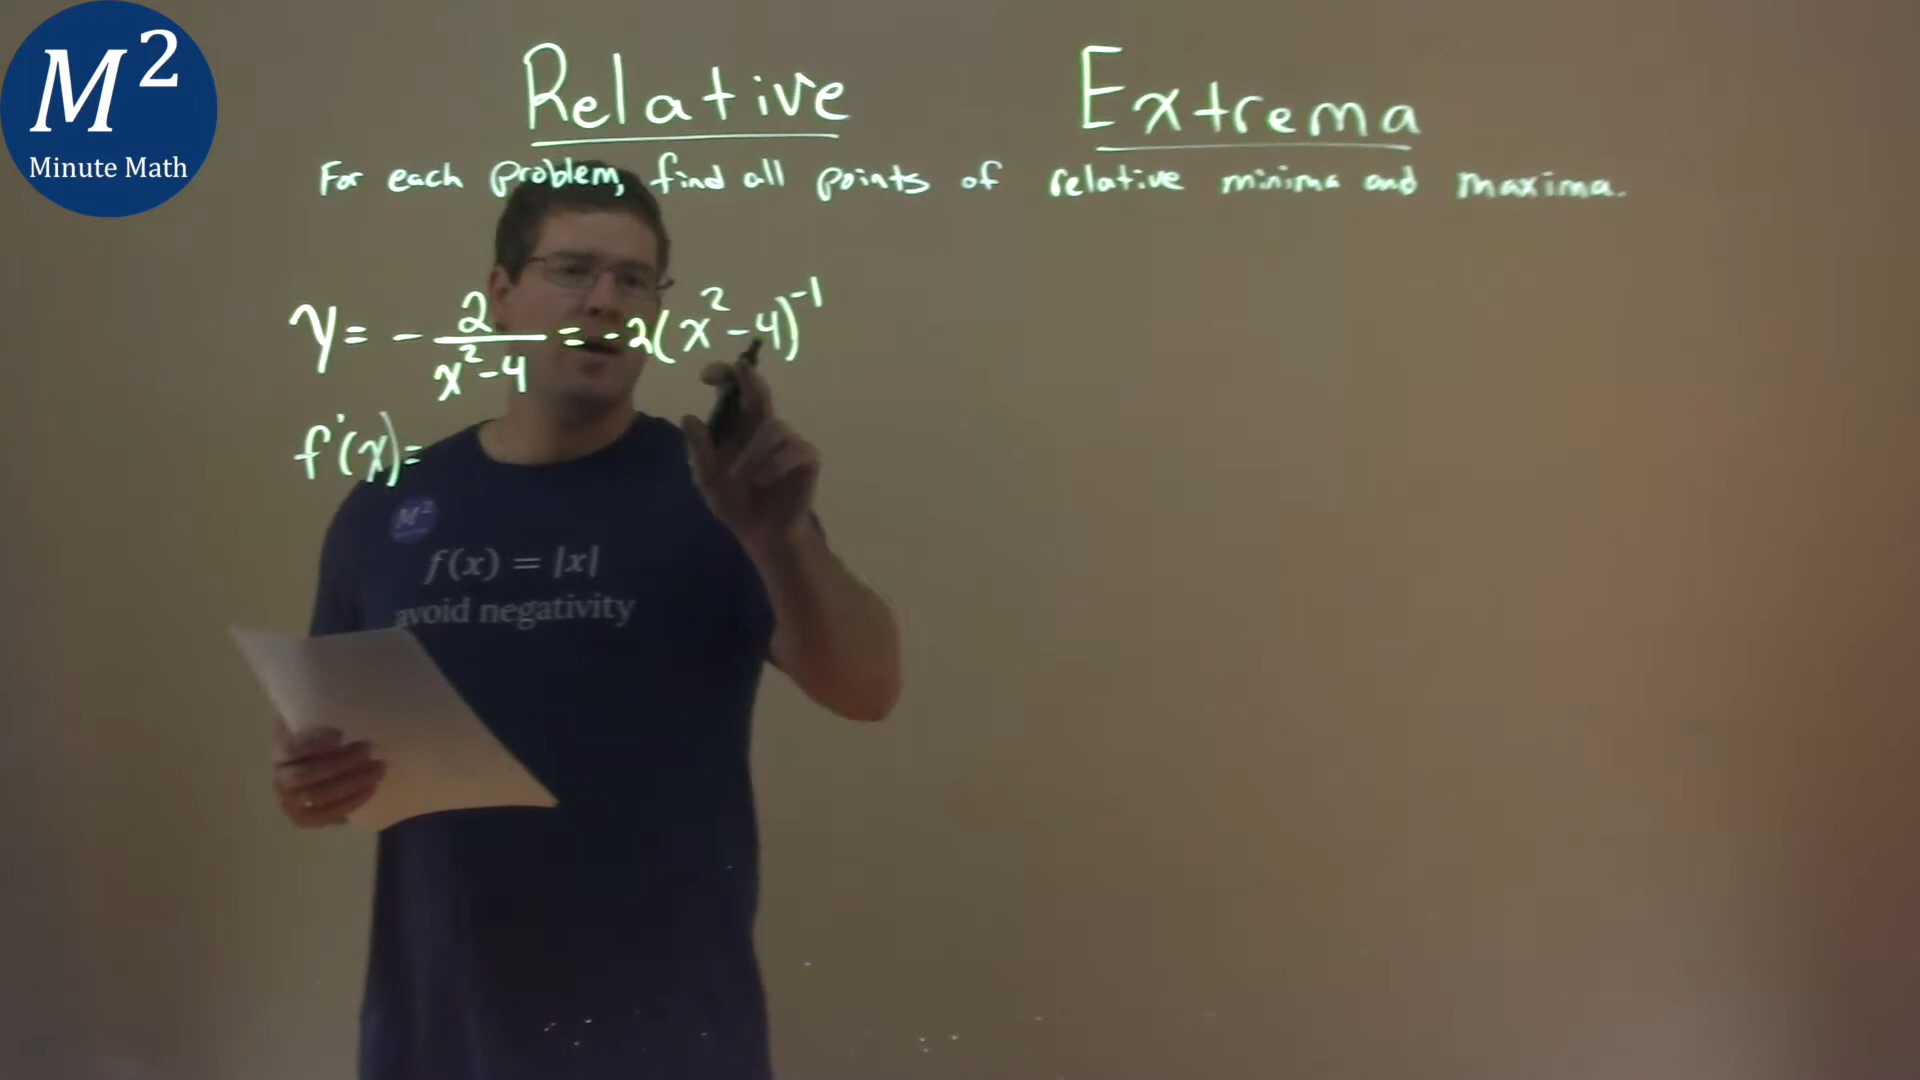 M²
Minute Math
Relative Extrema
For each problem, find all points of relative minima and maxima.
y = - 2/(x²-4) = -2(x²-4)⁻¹
f'(x)=
M²
f(x) = |x|
avoid negativity